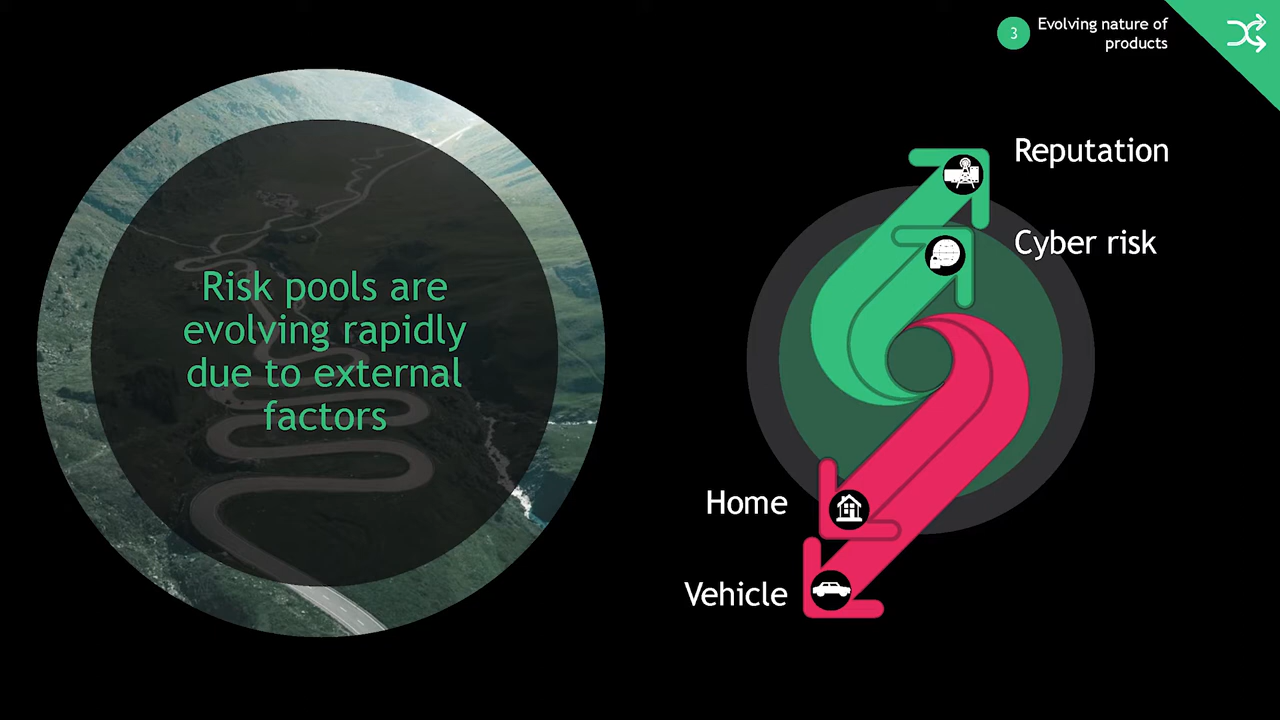 3
Evolving nature of
products
Risk pools are
evolving rapidly
due to external
factors
Reputation
Cyber risk
Home
Vehicle